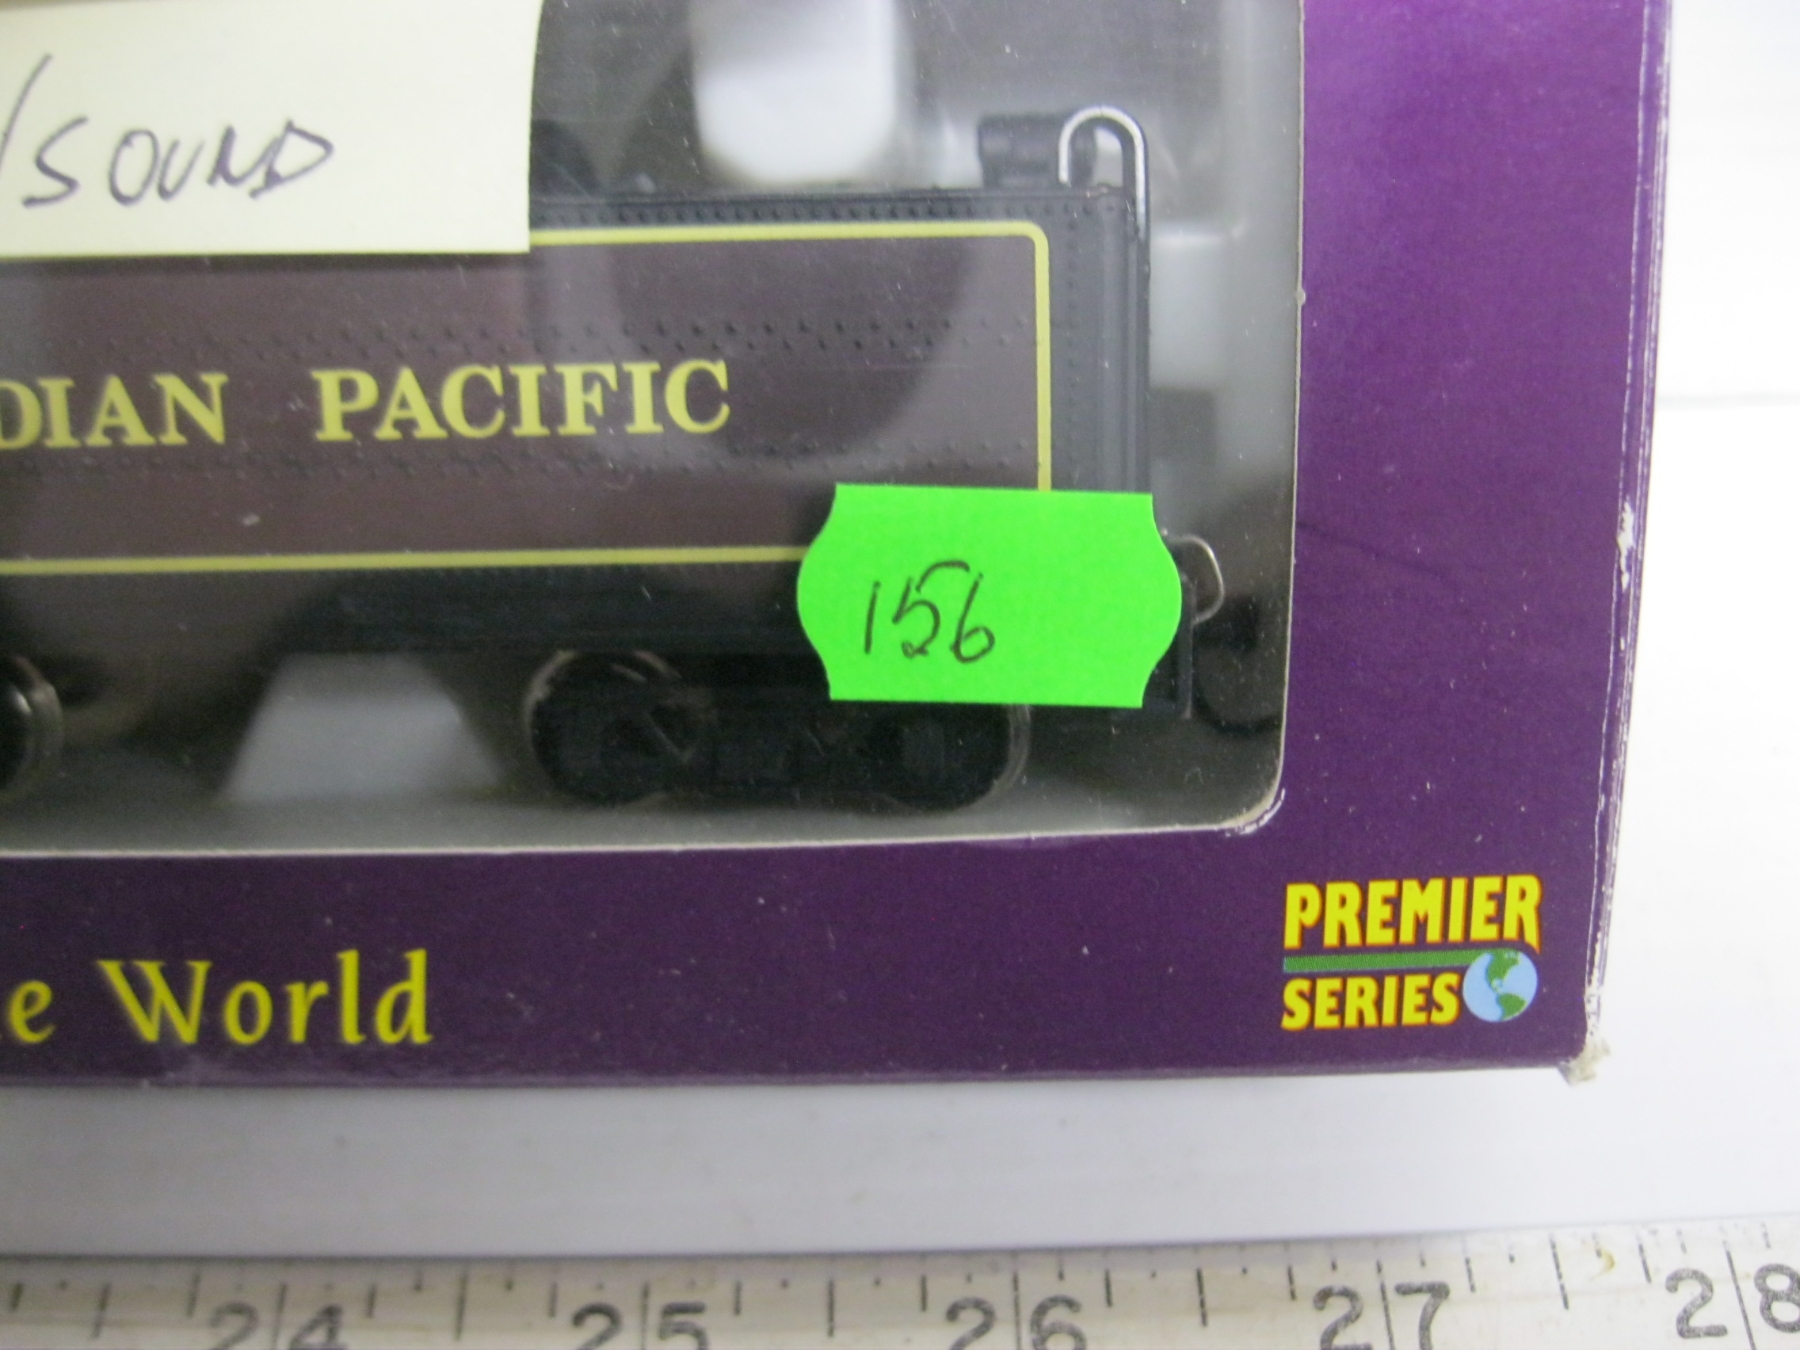 /SOUND
DIAN PACIFIC
156
e World
PREMIER
SERIES
24 25 26 27 28